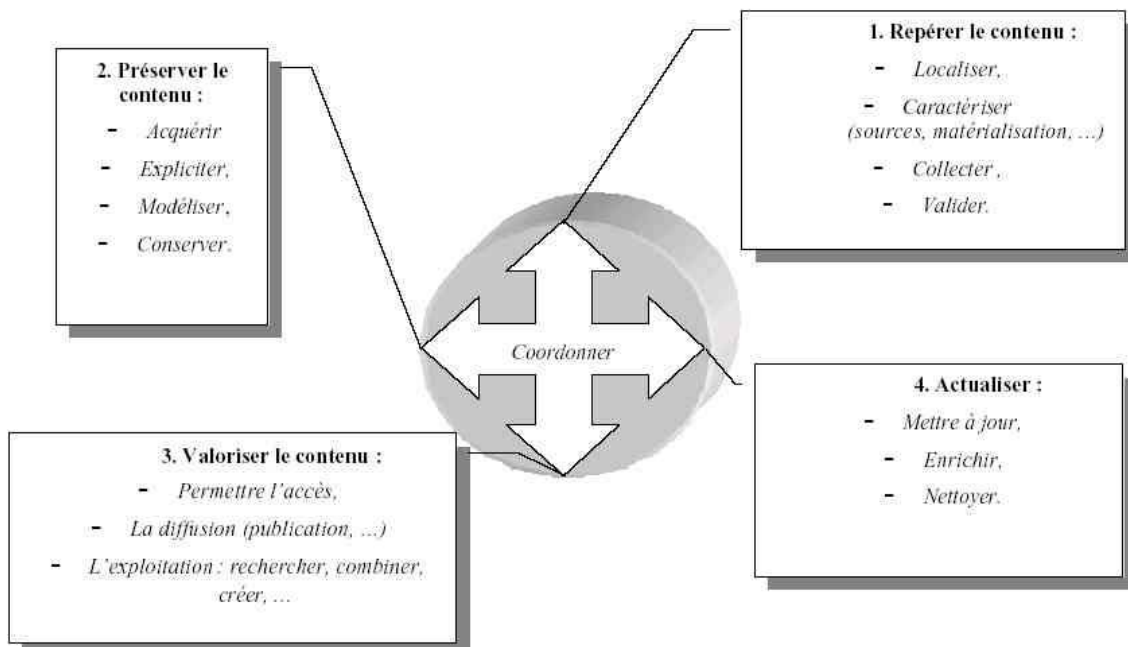 1. Repérer le contenu :
- Localiser,
- Caractériser
(sources, matérialisation, ...)
- Collecter ,
- Valider.
2. Préserver le
contenu :
- Acquérir
- Expliciter,
- Modéliser,
- Conserver.
Coordonner
3. Valoriser le contenu :
- Permettre l'accès,
- La diffusion (publication, ...)
- L'exploitation : rechercher, combiner,
créer, ...
4. Actualiser :
- Mettre à jour,
- Enrichir,
- Nettoyer.